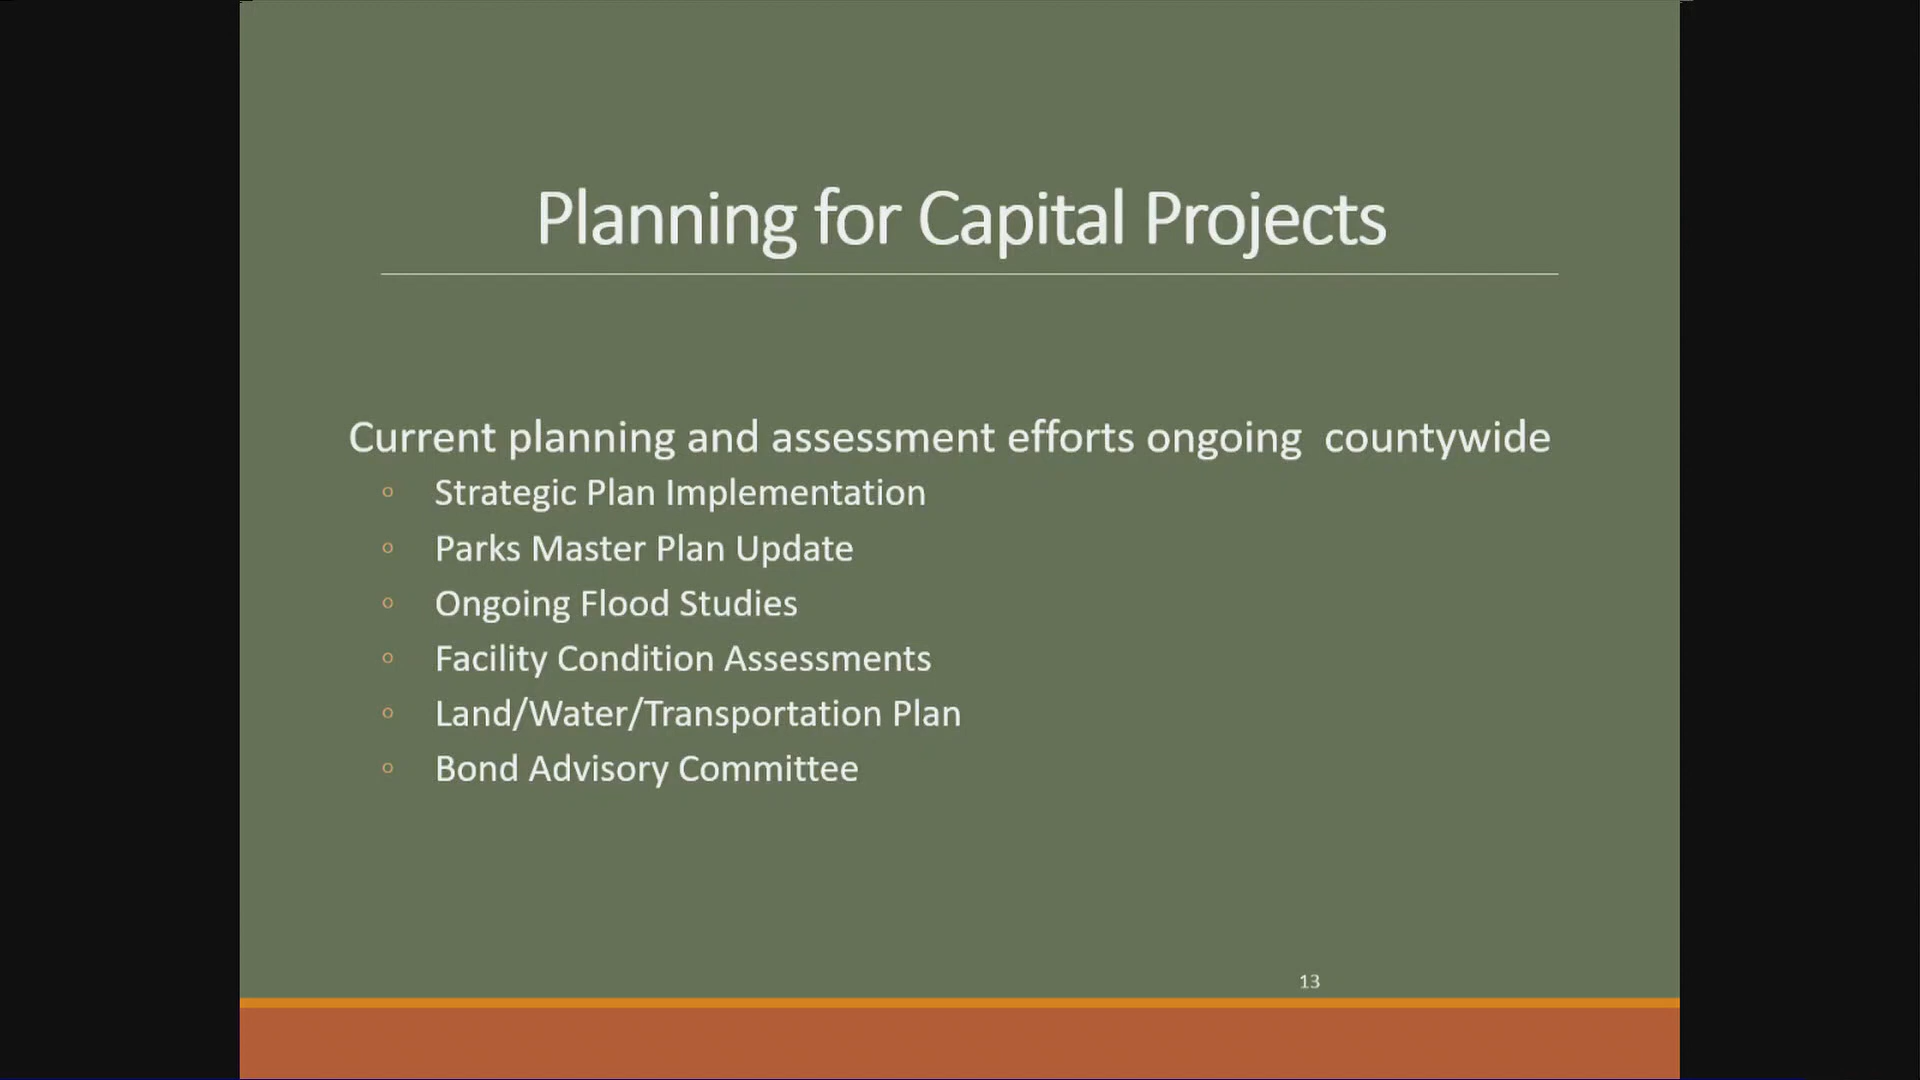 Planning for Capital Projects
Current planning and assessment efforts ongoing  countywide
Strategic Plan Implementation
Parks Master Plan Update
Ongoing Flood Studies
Facility Condition Assessments
Land/Water/Transportation Plan
Bond Advisory Committee
13